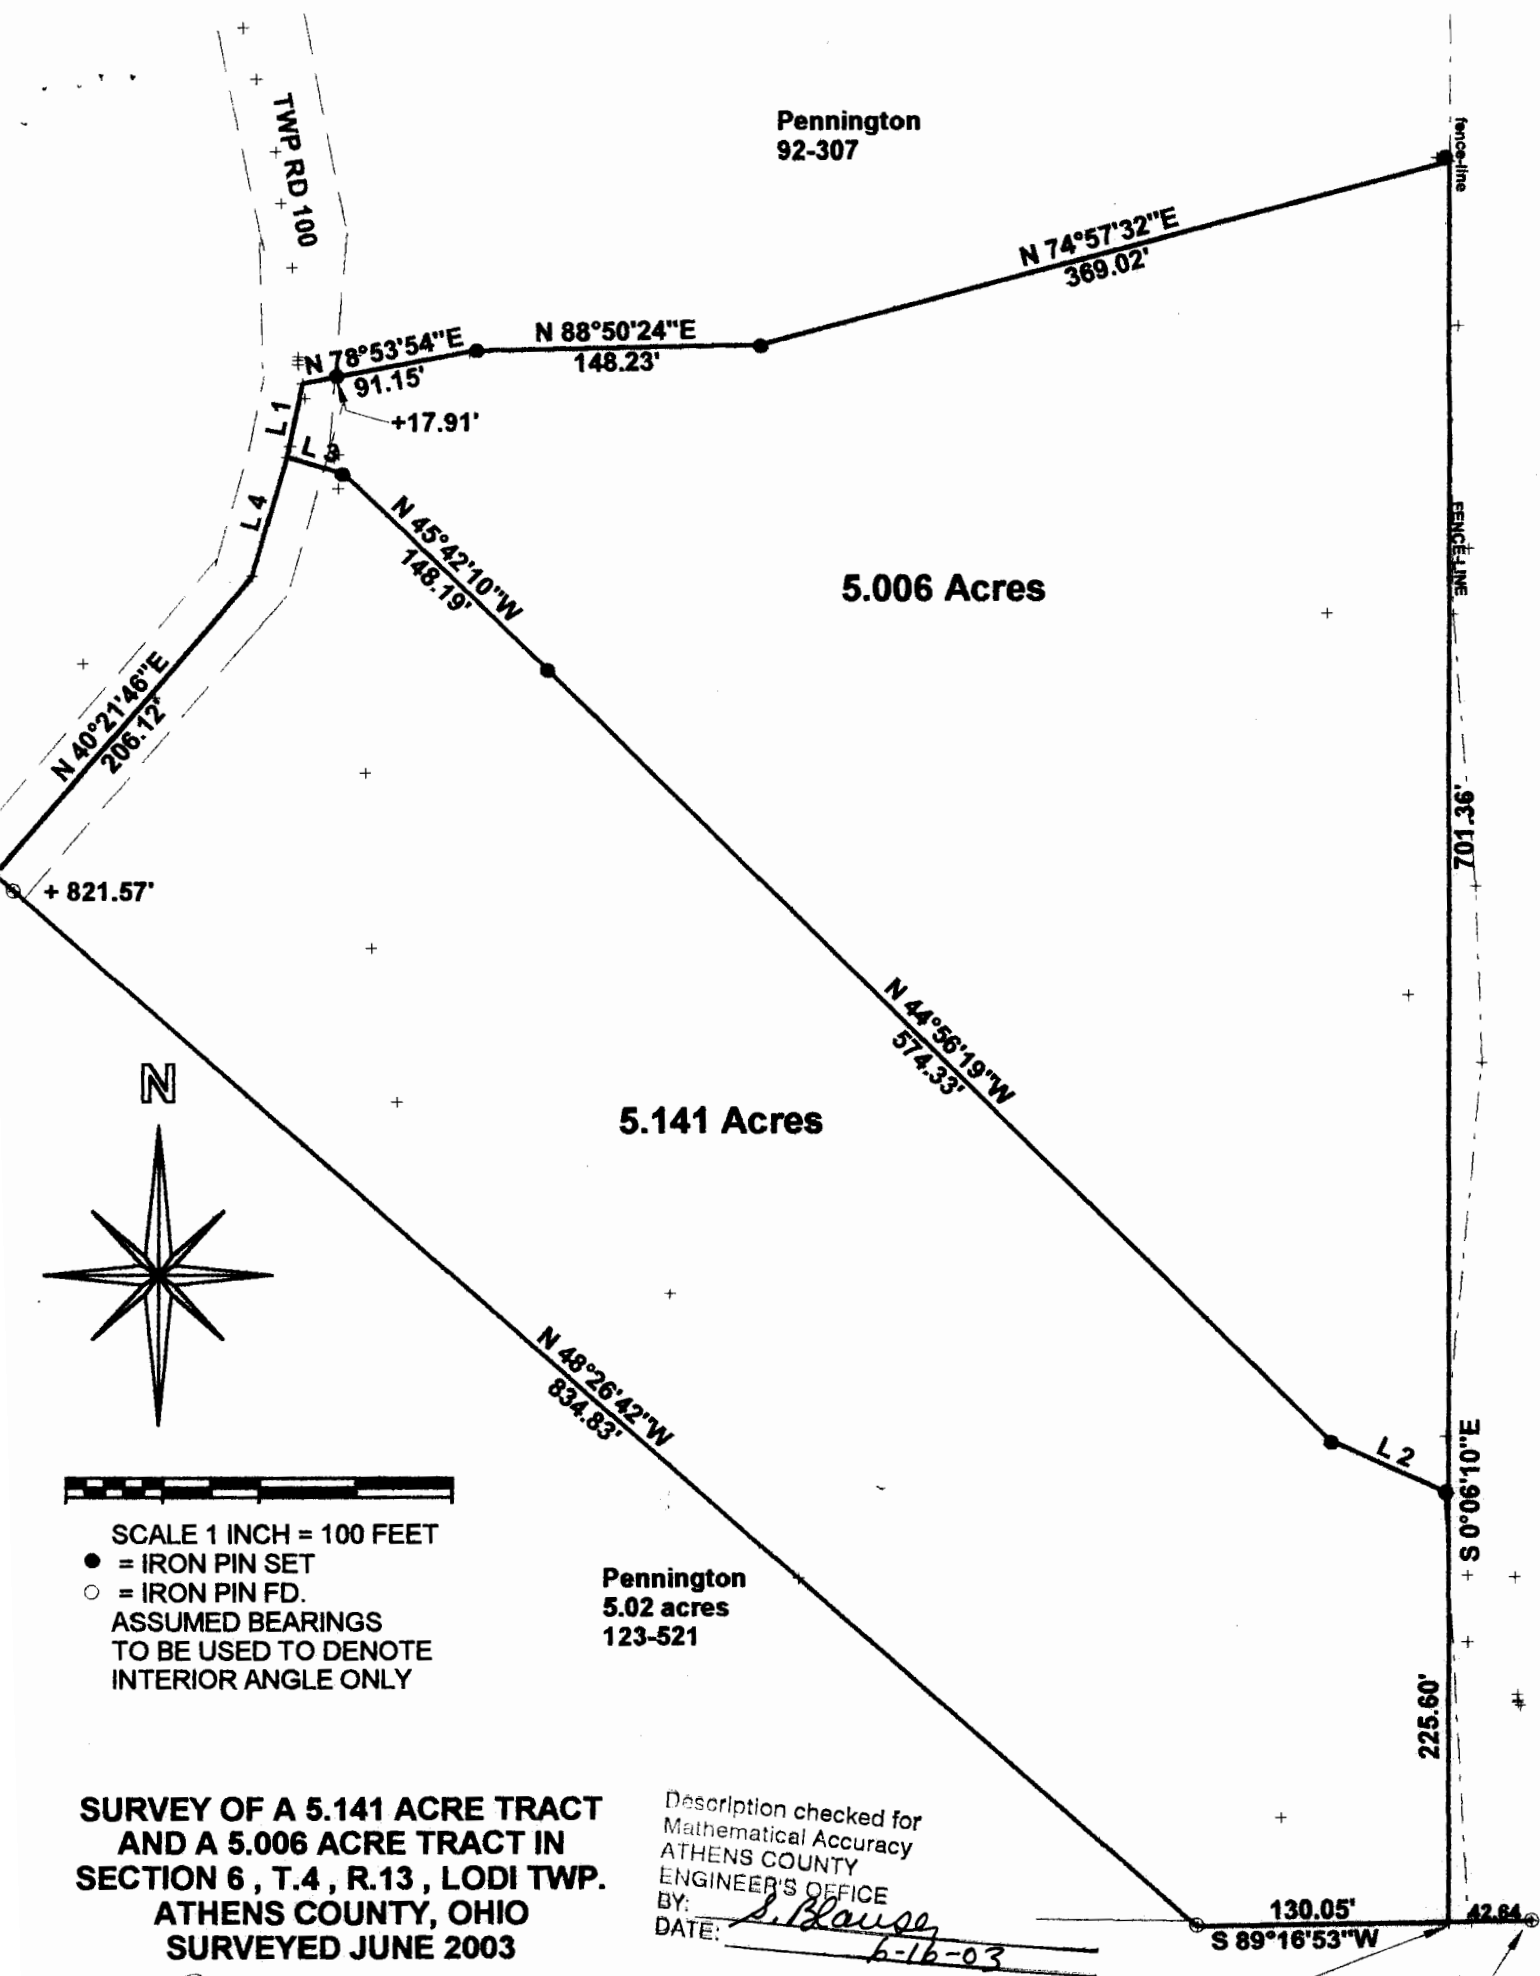 TWP RD 100
Pennington
92-307
fence-line
N 74°57'32"E
369.02'
N 78°53'54"E
91.15'
N 88°50'24"E
148.23'
+17.91'
L 1
L 3
L 4
N 45°42'10"W
148.19'
5.006 Acres
FENCE-LINE
N 40°21'46"E
206.12'
701.36'
+ 821.57'
N 44°56'19"W
574.33'
N
5.141 Acres
N 48°26'42"W
834.83'
L 2
S 0°06'10"E
SCALE 1 INCH = 100 FEET
= IRON PIN SET
= IRON PIN FD.
ASSUMED BEARINGS
TO BE USED TO DENOTE
INTERIOR ANGLE ONLY
Pennington
5.02 acres
123-521
225.60'
SURVEY OF A 5.141 ACRE TRACT
AND A 5.006 ACRE TRACT IN
SECTION 6 , T.4 , R.13 , LODI TWP.
ATHENS COUNTY, OHIO
SURVEYED JUNE 2003
Description checked for
Mathematical Accuracy
ATHENS COUNTY
ENGINEER'S OFFICE
BY: S. Blauser
DATE: 6-16-03
130.05'
S 89°16'53"W
42.64